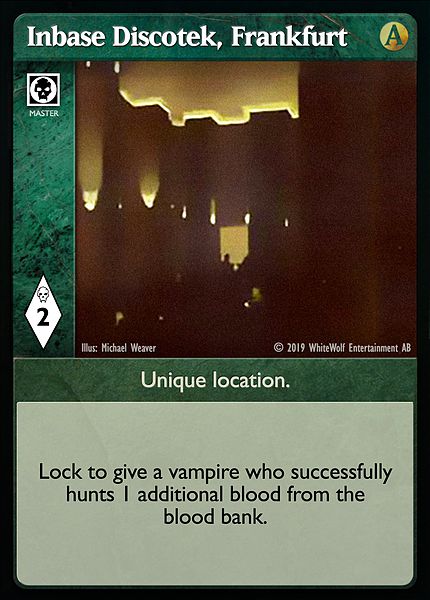 Inbase Discotek, Frankfurt
A
MASTER
2
Illus: Michael Weaver
© 2019 WhiteWolf Entertainment AB
Unique location.
Lock to give a vampire who successfully
hunts 1 additional blood from the
blood bank.